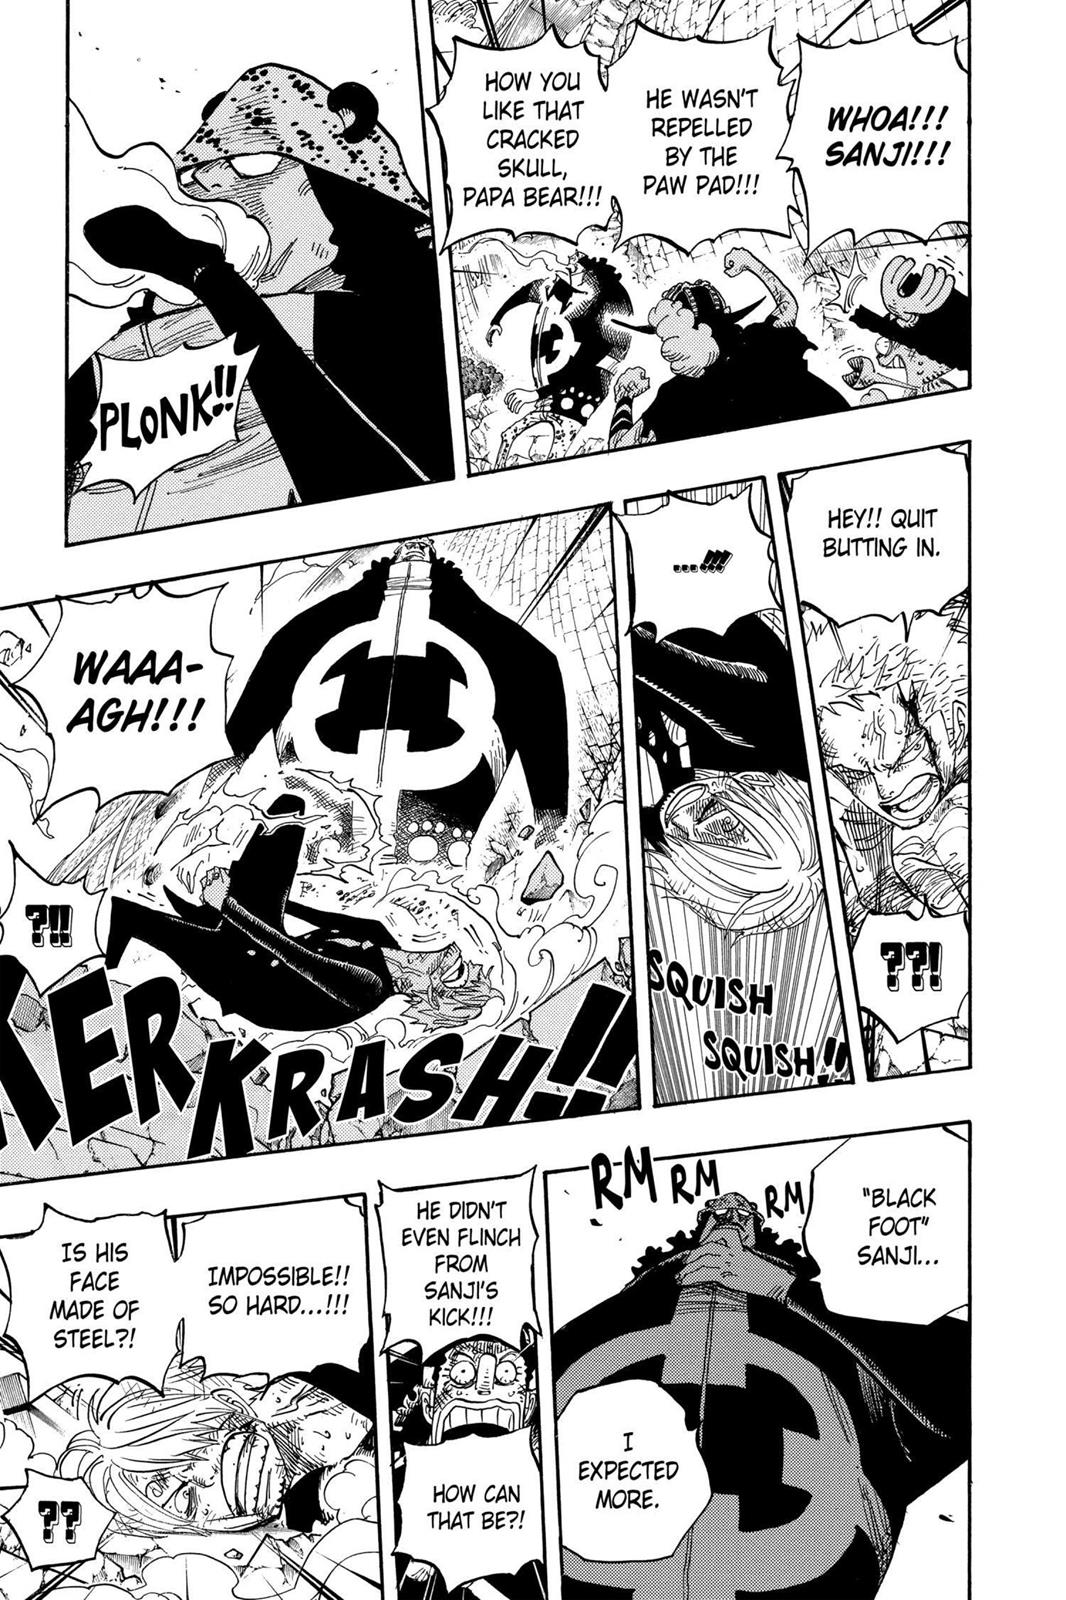 WHOA!!!
SANJI!!!
HE WASN'T
REPELLED
BY THE
PAW PAD!!!
HOW YOU
LIKE THAT
CRACKED
SKULL,
PAPA BEAR!!!
PLONK!!
HEY!! QUIT
BUTTING IN.
??!
...!!!
SQUISH
SQUISH!!
WAAA-
AGH!!!
?!!
KERKRASH!!
RM RM RM
"BLACK
FOOT"
SANJI...
I
EXPECTED
MORE.
HE DIDN'T
EVEN FLINCH
FROM
SANJI'S
KICK!!!
HOW CAN
THAT BE?!
IMPOSSIBLE!!
SO HARD...!!!
IS HIS
FACE
MADE OF
STEEL?!
??